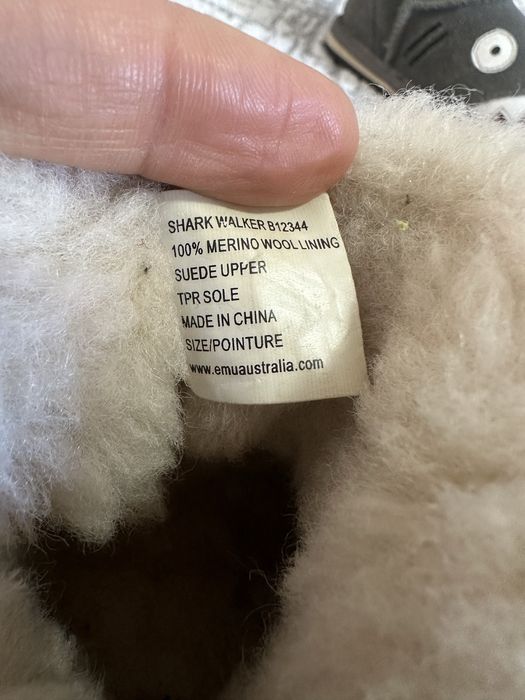 SHARK WALKER B12344
100% MERINO WOOL LINING
SUEDE UPPER
TPR SOLE
MADE IN CHINA
SIZE/POINTURE
www.emuaustralia.com